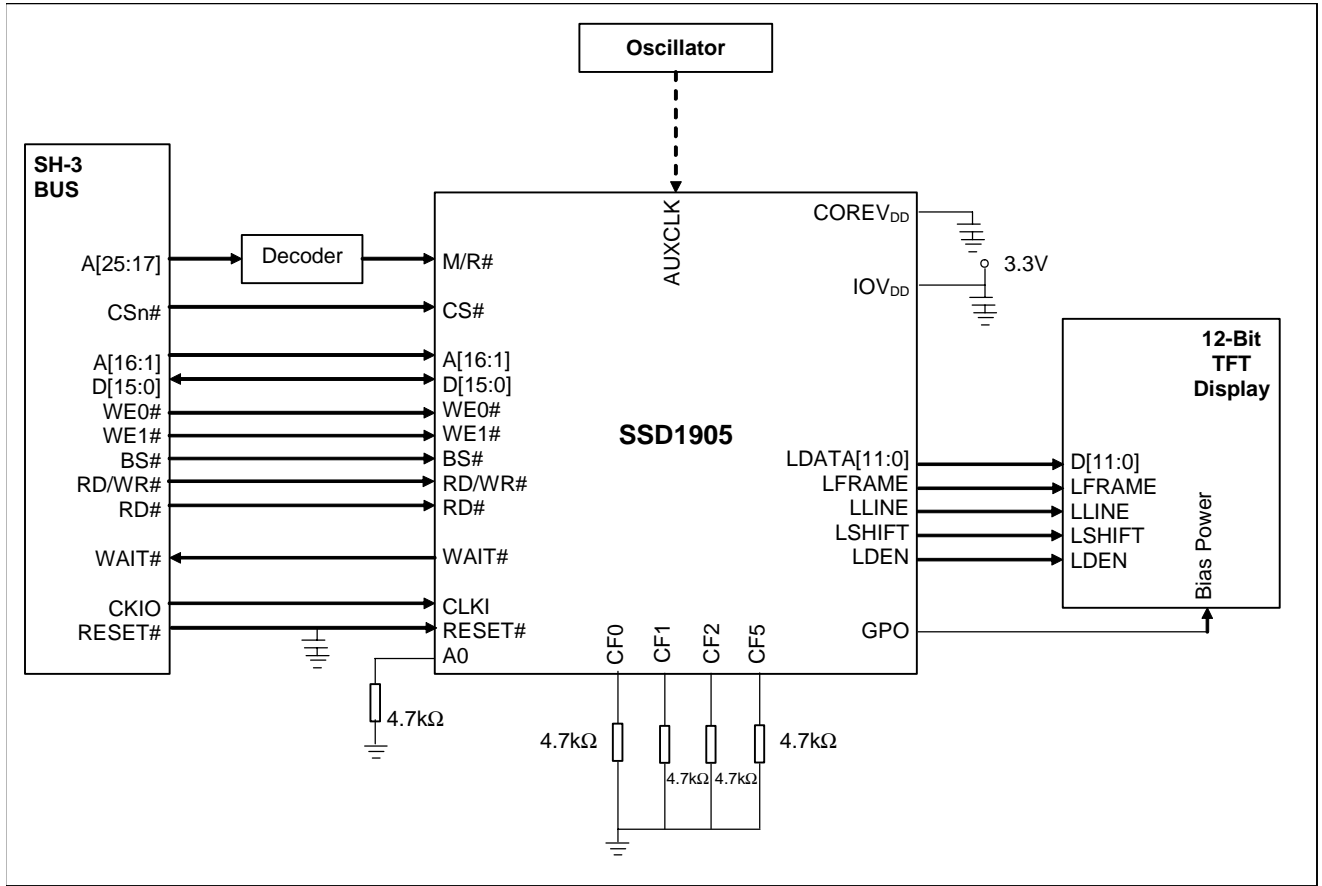 Oscillator
SH-3
BUS
A[25:17]
CSn#
A[16:1]
D[15:0]
WE0#
WE1#
BS#
RD/WR#
RD#
WAIT#
CKIO
RESET#
Decoder
AUXCLK
M/R#
CS#
A[16:1]
D[15:0]
WE0#
WE1#
BS#
RD/WR#
RD#
WAIT#
CLKI
RESET#
A0
SSD1905
COREVDD
IOVDD
3.3V
LDATA[11:0]
LFRAME
LLINE
LSHIFT
LDEN
GPO
CF0
CF1
CF2
CF5
12-Bit
TFT
Display
D[11:0]
LFRAME
LLINE
LSHIFT
LDEN
Bias Power
4.7kΩ
4.7kΩ
4.7kΩ
4.7kΩ
4.7kΩ